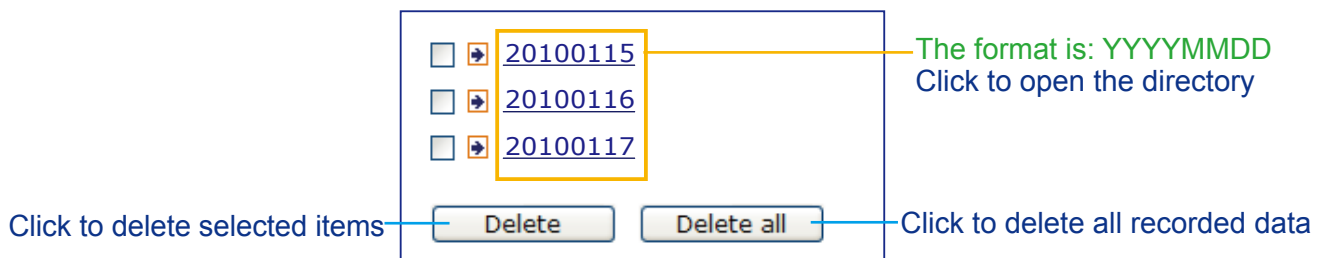 20100115
The format is: YYYYMMDD
Click to open the directory
20100116
20100117
Click to delete selected items
Delete
Delete all
Click to delete all recorded data